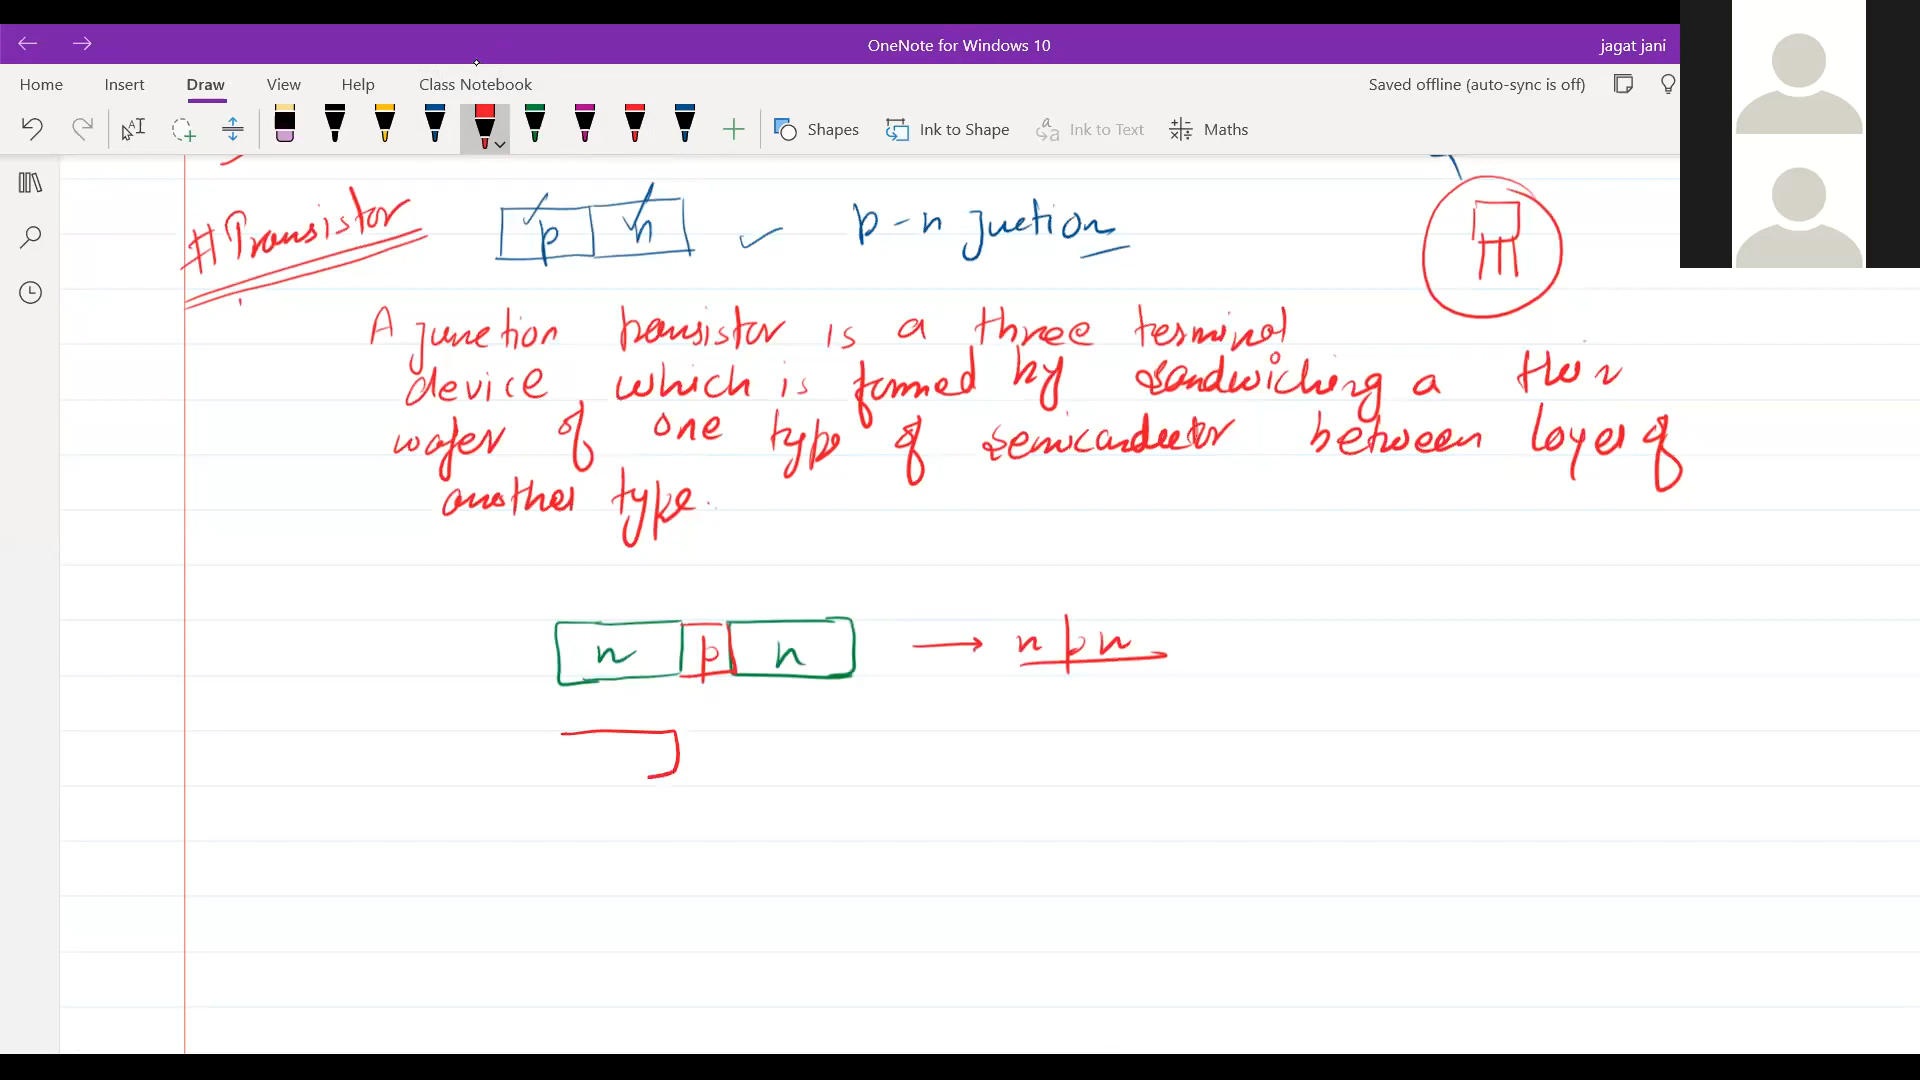 OneNote for Windows 10
jagat jani
Home Insert Draw View Help Class Notebook
Saved offline (auto-sync is off)
Shapes Ink to Shape Ink to Text Maths
#Transistor
p n
p-n juction
A junction transistor is a three terminal
device which is formed by sandwiching a thin
wafer of one type of semiconductor between layer of
another type.
n p n → npn